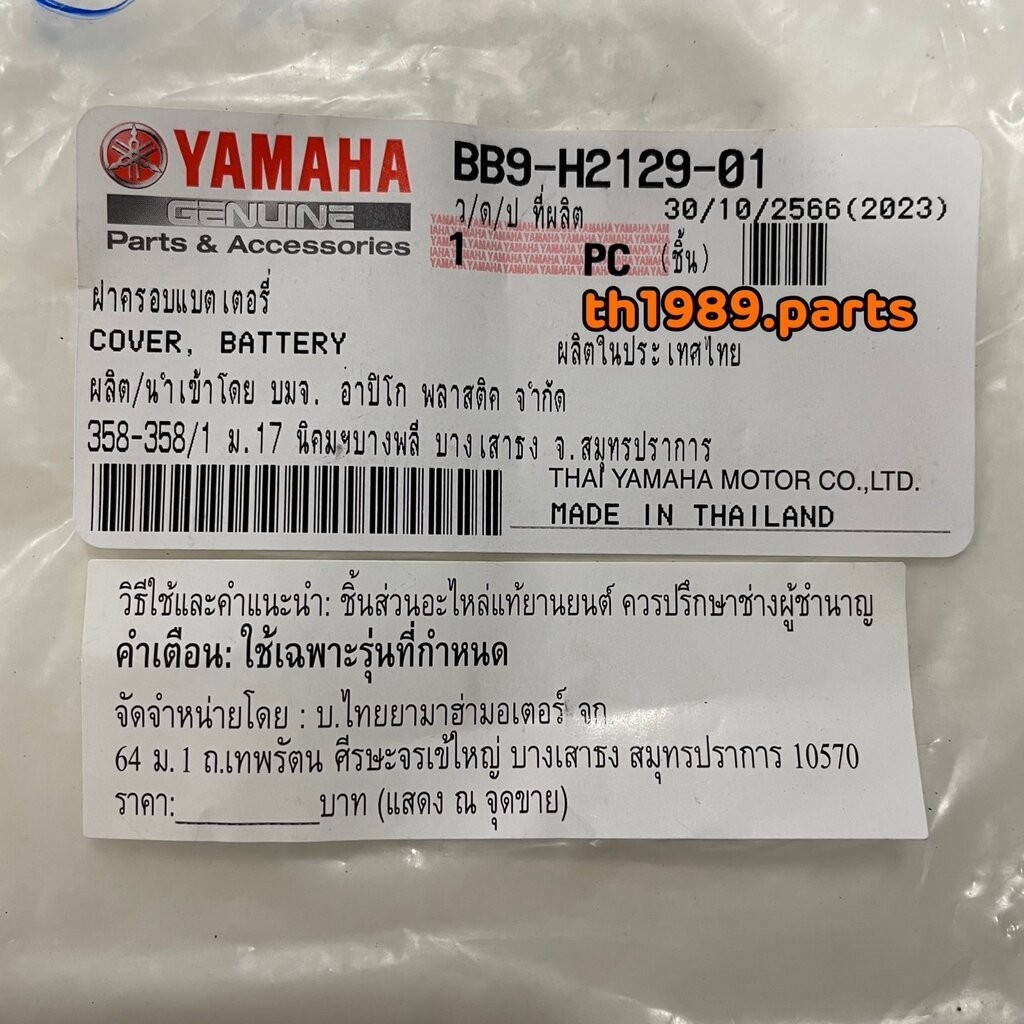 YAMAHA
GENUINE
Parts & Accessories
BB9-H2129-01
ว/ด/ป ที่ผลิต 30/10/2566(2023)
1 PC (ชิ้น)
th1989.parts
ฝาครอบแบตเตอรี่
COVER, BATTERY
ผลิตในประเทศไทย
ผลิต/นำเข้าโดย บมจ. อาปิโก พลาสติค จำกัด
358-358/1 ม.17 นิคมฯบางพลี บางเสาธง จ.สมุทรปราการ
THAI YAMAHA MOTOR CO.,LTD.
MADE IN THAILAND
วิธีใช้และคำแนะนำ: ชิ้นส่วนอะไหล่แท้ยานยนต์ ควรปรึกษาช่างผู้ชำนาญ
คำเตือน: ใช้เฉพาะรุ่นที่กำหนด
จัดจำหน่ายโดย : บ.ไทยยามาฮ่ามอเตอร์ จก
64 ม.1 ถ.เทพรัตน ศีรษะจรเข้ใหญ่ บางเสาธง สมุทรปราการ 10570
ราคา:__________บาท (แสดง ณ จุดขาย)